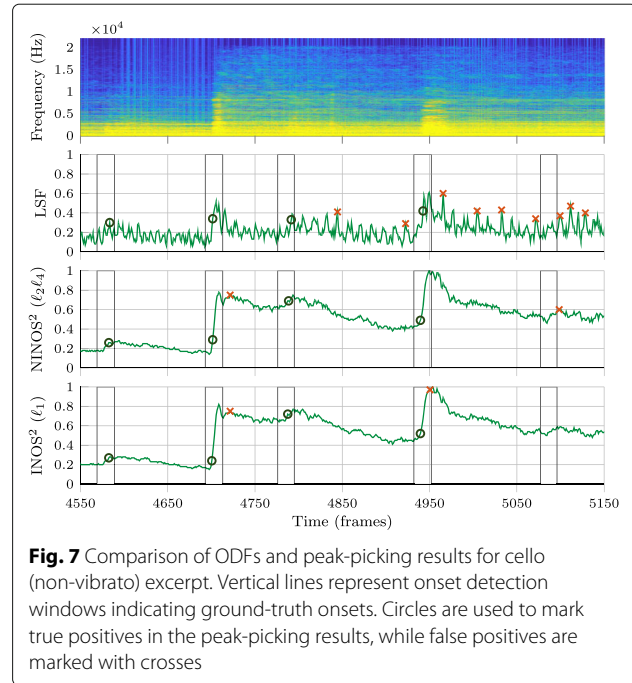 ×10⁴
Frequency (Hz)
2
1.5
1
0.5
0
LSF
1
0.8
0.6
0.4
0.2
0
NINOS² (ℓ₂ℓ₄)
1
0.8
0.6
0.4
0.2
INOS² (ℓ₁)
1
0.8
0.6
0.4
0.2
4550 4650 4750 4850 4950 5050 5150
Time (frames)
Fig. 7 Comparison of ODFs and peak-picking results for cello
(non-vibrato) excerpt. Vertical lines represent onset detection
windows indicating ground-truth onsets. Circles are used to mark
true positives in the peak-picking results, while false positives are
marked with crosses